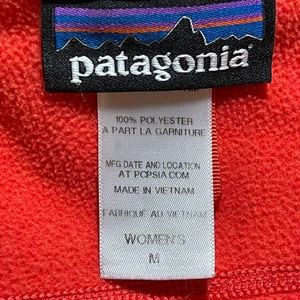 patagonia
100% POLYESTER
A PART LA GARNITURE
MFG DATE AND LOCATION
AT PCPSIA.COM
MADE IN VIETNAM
FABRIQUÉ AU VIETNAM
WOMEN'S
M